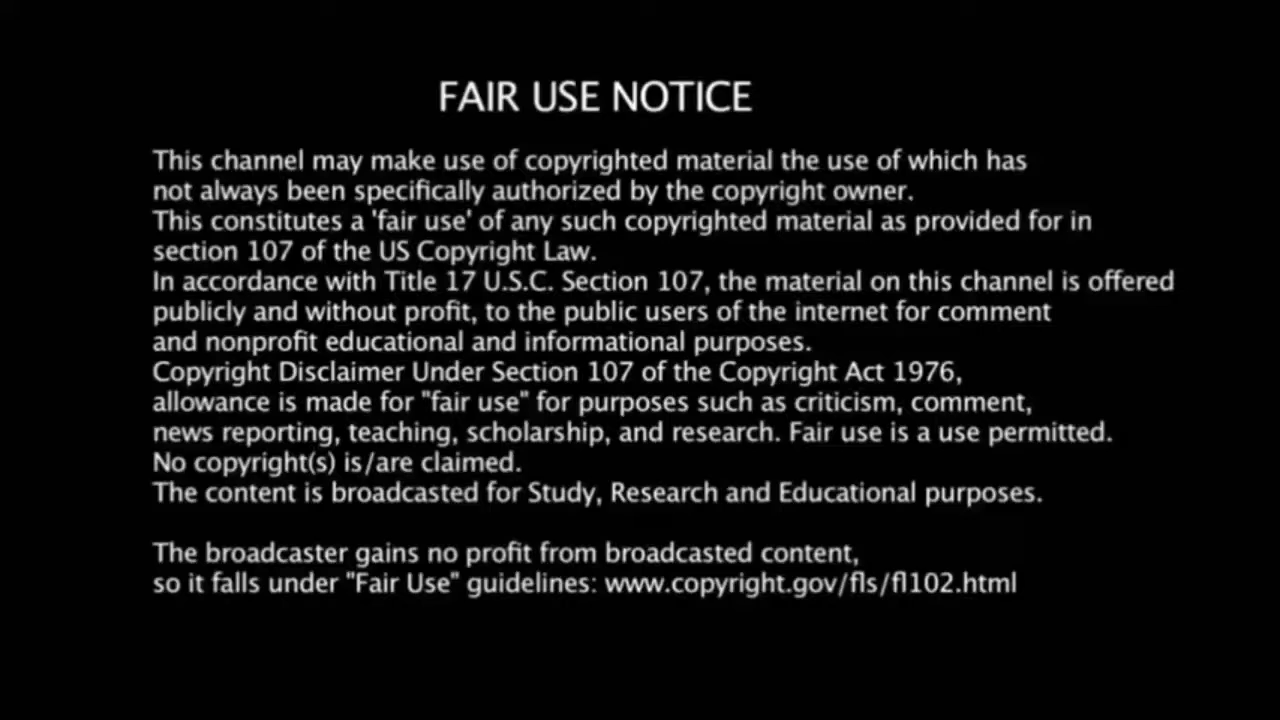 FAIR USE NOTICE
This channel may make use of copyrighted material the use of which has
not always been specifically authorized by the copyright owner.
This constitutes a 'fair use' of any such copyrighted material as provided for in
section 107 of the US Copyright Law.
In accordance with Title 17 U.S.C. Section 107, the material on this channel is offered
publicly and without profit, to the public users of the internet for comment
and nonprofit educational and informational purposes.
Copyright Disclaimer Under Section 107 of the Copyright Act 1976,
allowance is made for "fair use" for purposes such as criticism, comment,
news reporting, teaching, scholarship, and research. Fair use is a use permitted.
No copyright(s) is/are claimed.
The content is broadcasted for Study, Research and Educational purposes.
The broadcaster gains no profit from broadcasted content,
so it falls under "Fair Use" guidelines: www.copyright.gov/fls/fl102.html